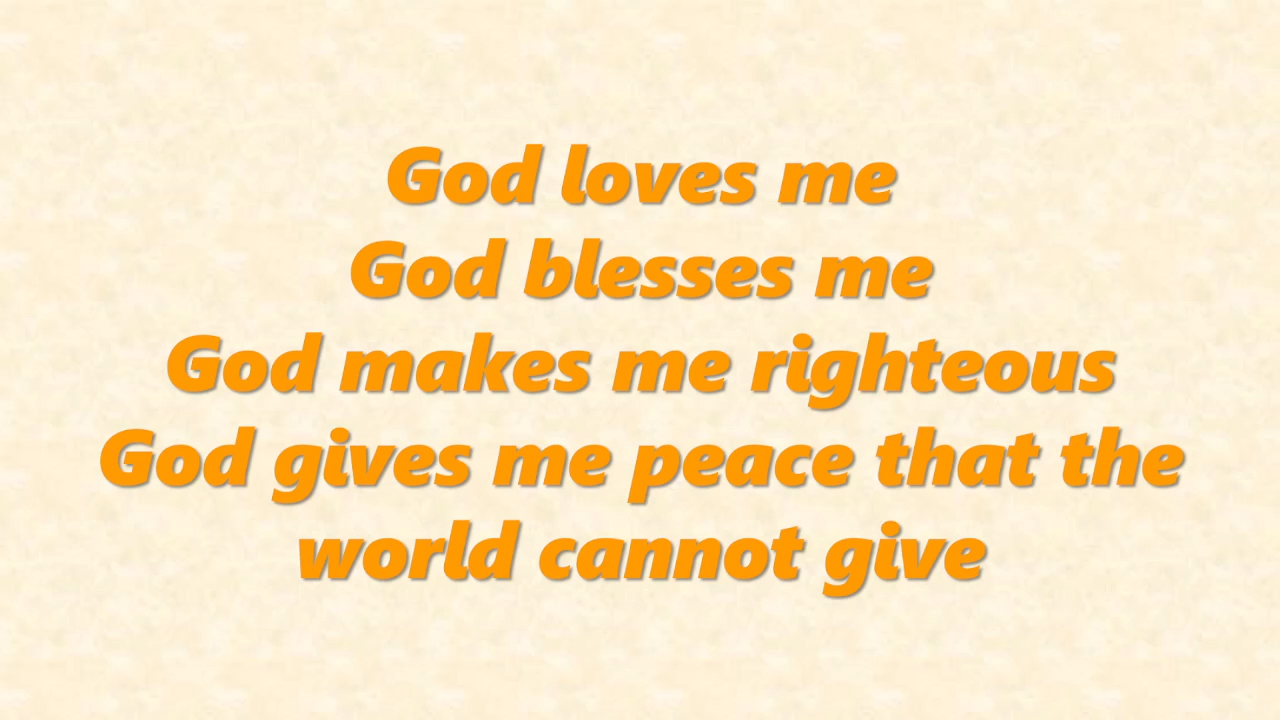 God loves me
God blesses me
God makes me righteous
God gives me peace that the
world cannot give